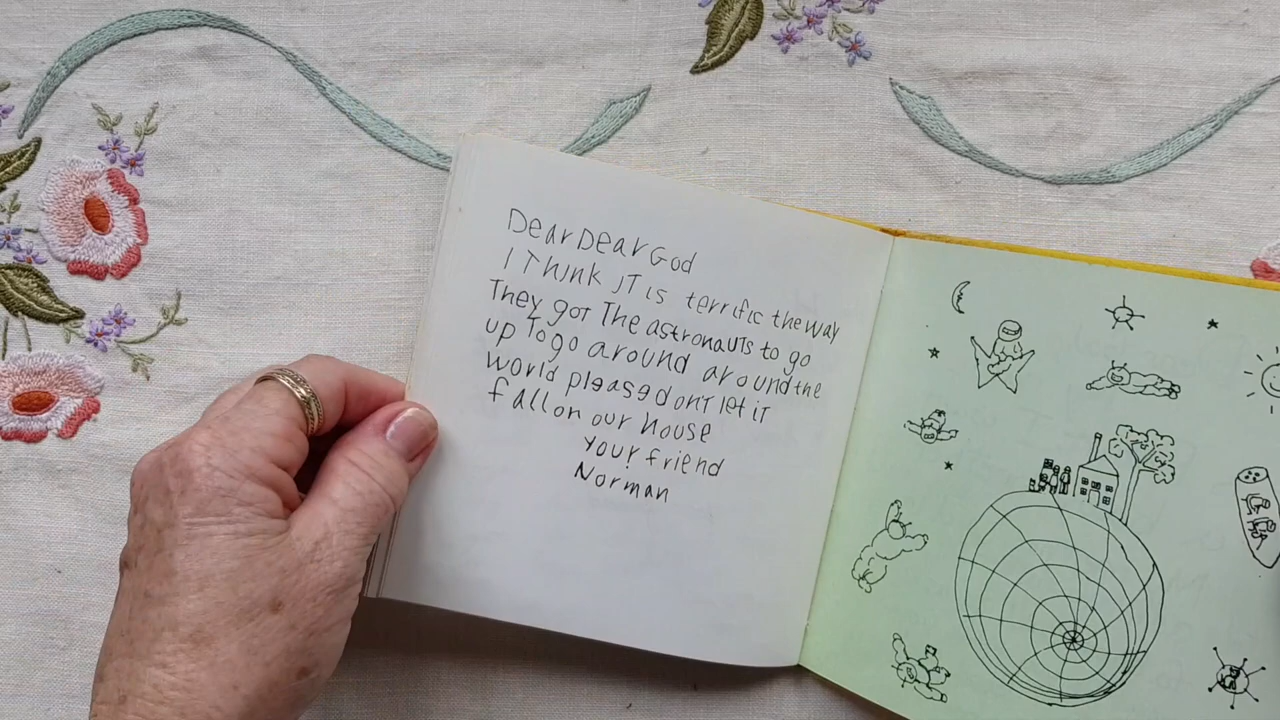 Dear Dear God
I Think iT is terrific the way
They got The astronauts to go
up To go around around the
world please dont let it
fall on our house
your friend
Norman